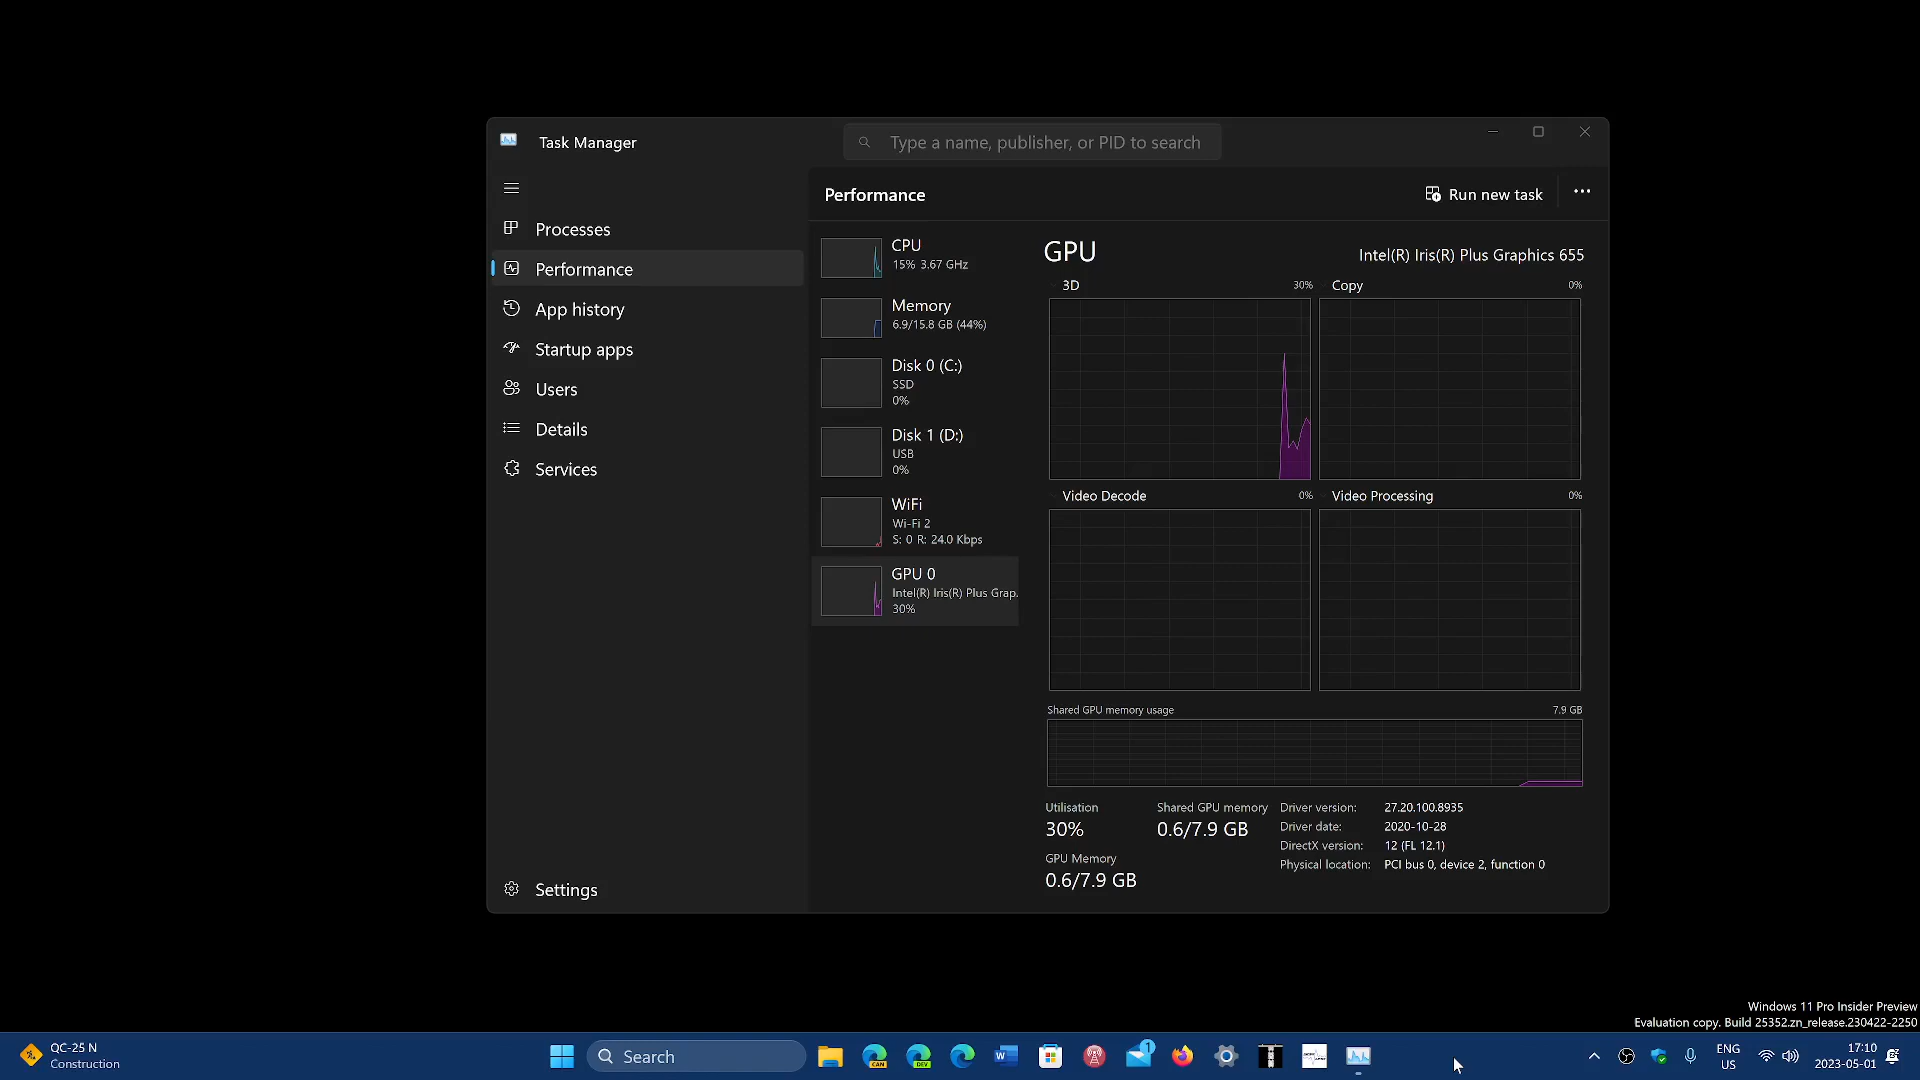 Task Manager
Type a name, publisher, or PID to search
Processes
Performance
App history
Startup apps
Users
Details
Services
Settings
Performance
Run new task
CPU
15% 3.67 GHz
Memory
6.9/15.8 GB (44%)
Disk 0 (C:)
SSD
0%
Disk 1 (D:)
USB
0%
WiFi
Wi-Fi 2
S: 0 R: 24.0 Kbps
GPU 0
Intel(R) Iris(R) Plus Grap.
30%
GPU
Intel(R) Iris(R) Plus Graphics 655
3D 30%
Copy 0%
Video Decode 0%
Video Processing 0%
Shared GPU memory usage 7.9 GB
Utilisation
30%
Shared GPU memory
0.6/7.9 GB
GPU Memory
0.6/7.9 GB
Driver version: 27.20.100.8935
Driver date: 2020-10-28
DirectX version: 12 (FL 12.1)
Physical location: PCI bus 0, device 2, function 0
Windows 11 Pro Insider Preview
Evaluation copy. Build 25352.zn_release.230422-2250
QC-25 N
Construction
Search
CAN
DEV
W
1
ENG
US
17:10
2023-05-01